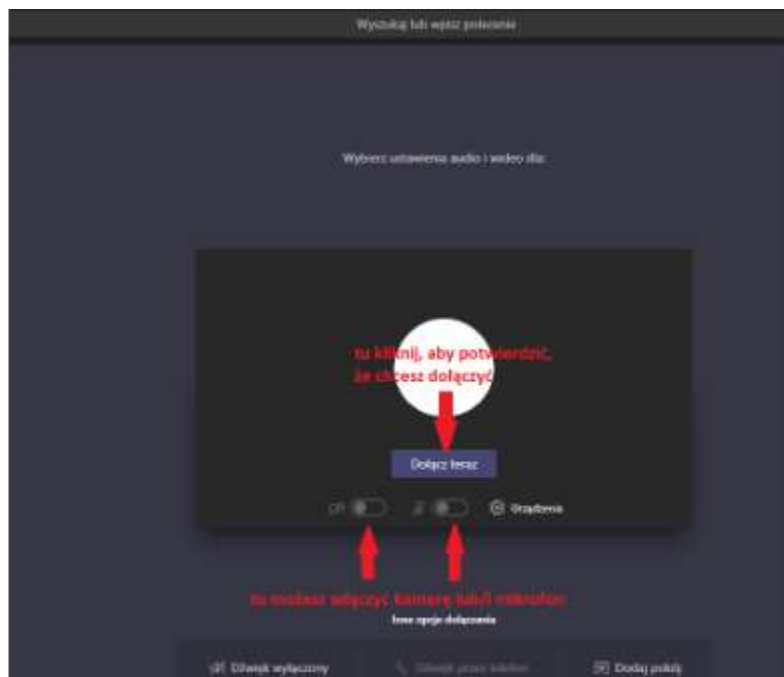 Wyszukaj lub wpisz polecenie
Wybierz ustawienia audio i wideo dla:
tu kliknij, aby potwierdzić,
że chcesz dołączyć
Dołącz teraz
Urządzenia
tu możesz włączyć kamerę lub/i mikrofon
Inne opcje dołączania
Dźwięk wyłączony
Dźwięk przez telefon
Dodaj pokój